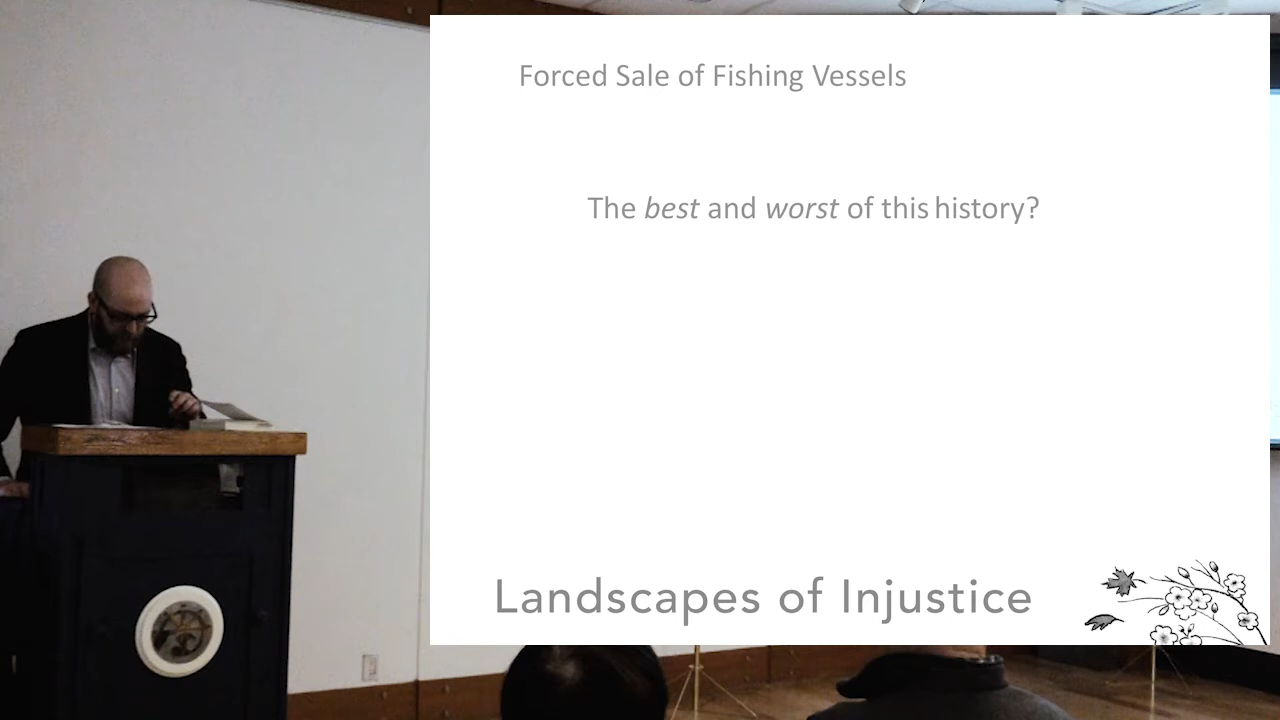 Forced Sale of Fishing Vessels
The best and worst of this history?
Landscapes of Injustice